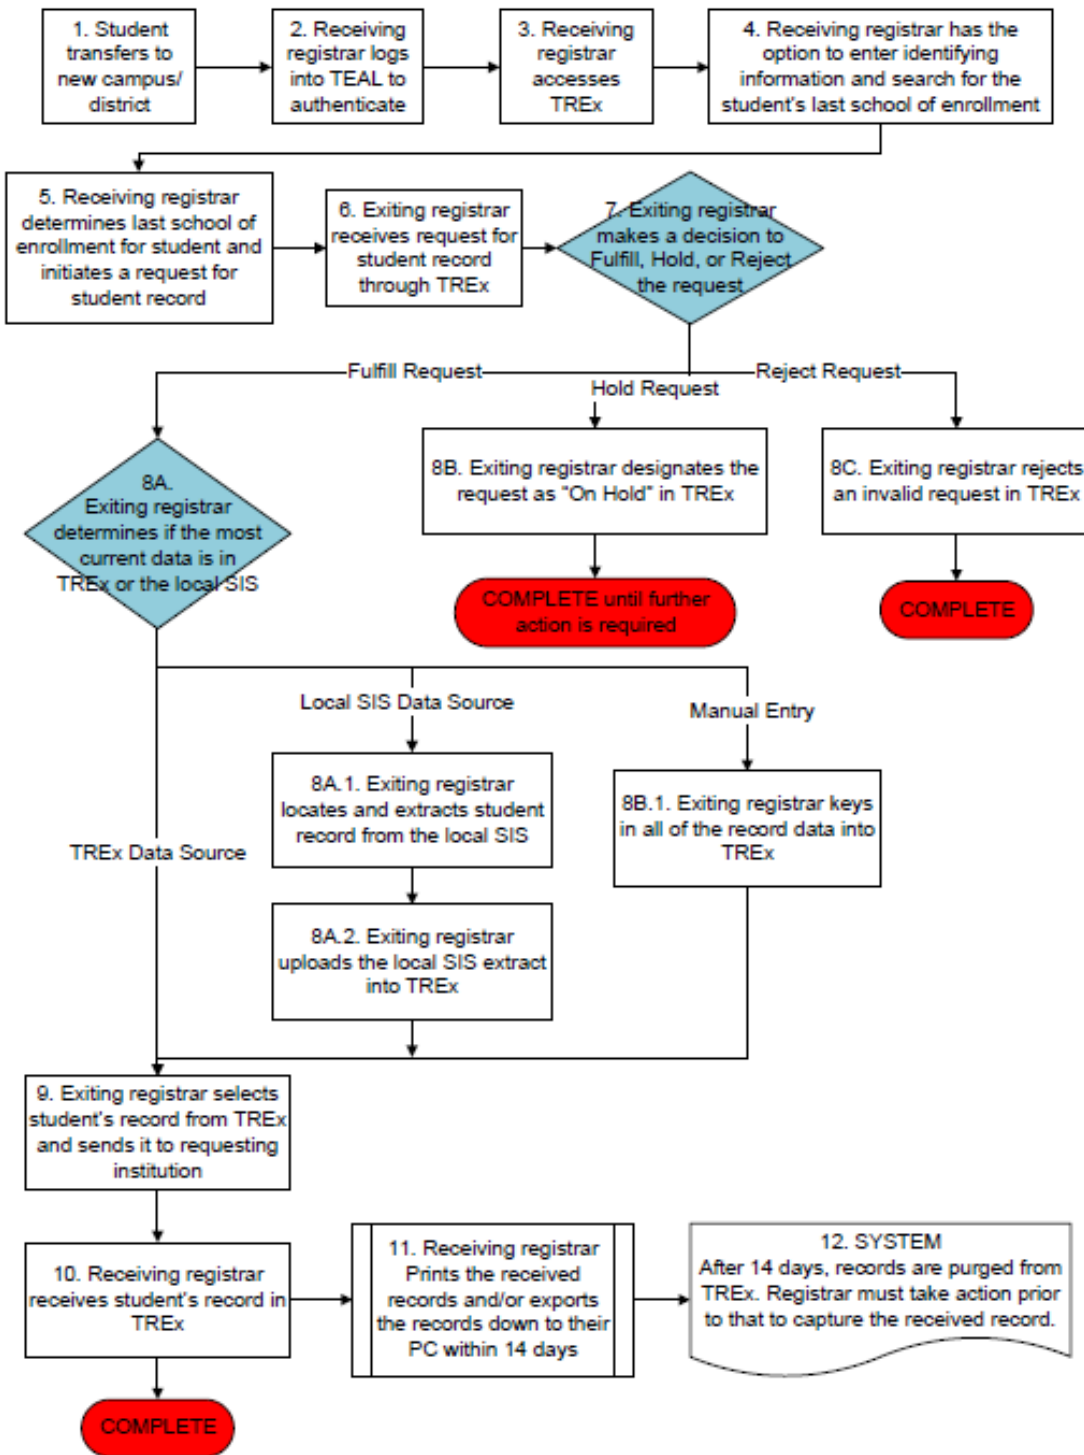 1. Student
transfers to
new campus/
district
2. Receiving
registrar logs
into TEAL to
authenticate
3. Receiving
registrar
accesses
TREx
4. Receiving registrar has the
option to enter identifying
information and search for the
student's last school of enrollment
5. Receiving registrar
determines last school of
enrollment for student and
initiates a request for
student record
6. Exiting registrar
receives request for
student record
through TREx
7. Exiting registrar
makes a decision to
Fulfill, Hold, or Reject
the request
Fulfill Request
Hold Request
Reject Request
8A.
Exiting registrar
determines if the most
current data is in
TREx or the local SIS
8B. Exiting registrar designates the
request as "On Hold" in TREx
8C. Exiting registrar rejects
an invalid request in TREx
COMPLETE until further
action is required
COMPLETE
Local SIS Data Source
Manual Entry
TREx Data Source
8A.1. Exiting registrar
locates and extracts student
record from the local SIS
8B.1. Exiting registrar keys
in all of the record data into
TREx
8A.2. Exiting registrar
uploads the local SIS extract
into TREx
9. Exiting registrar selects
student's record from TREx
and sends it to requesting
institution
10. Receiving registrar
receives student's record in
TREx
11. Receiving registrar
Prints the received
records and/or exports
the records down to their
PC within 14 days
12. SYSTEM
After 14 days, records are purged from
TREx. Registrar must take action prior
to that to capture the received record.
COMPLETE